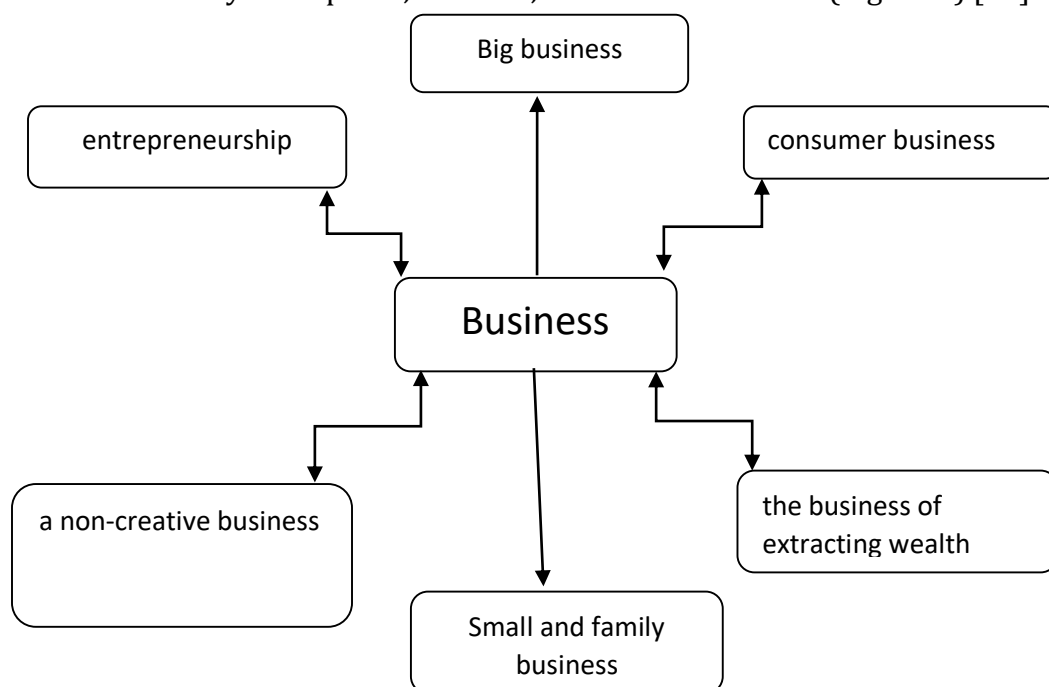 Big business
entrepreneurship
consumer business
Business
a non-creative business
the business of
extracting wealth
Small and family
business